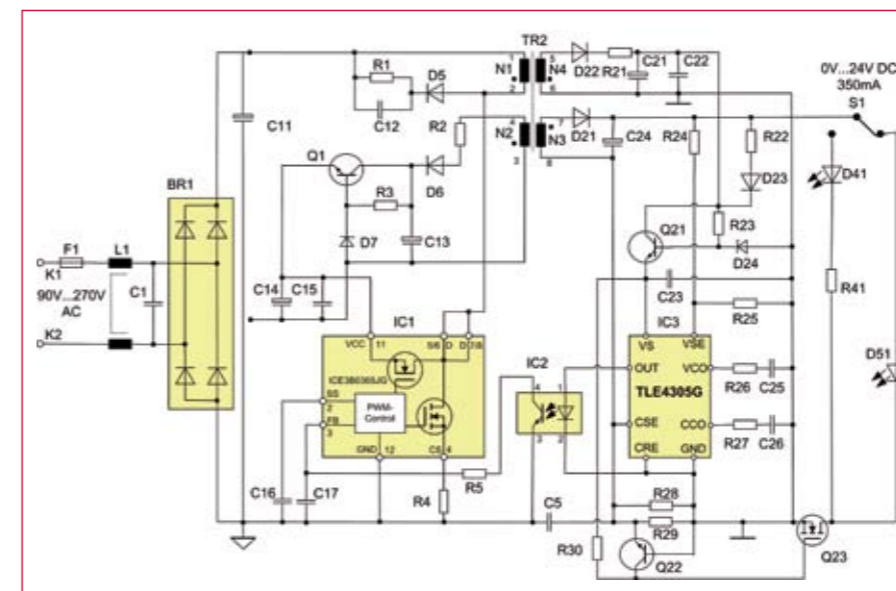 TR2
R1
D5
N1
1
2
5
N4
6
D22
R21
C21
C22
0V...24V DC
350mA
S1
C11
C12
R2
4
N2
3
7
N3
8
D21
C24
R24
R22
D23
D41
BR1
Q1
D6
R3
D7
C13
Q21
R23
D24
F1
L1
K1
90V...270V
AC
C1
K2
C14
C15
C23
R25
R41
IC1
VCC
11
D
D
ICE3B0365JG
SS
2
FB
3
PWM-
Control
GND
12
CS
4
IC2
4
1
3
2
IC3
VS
VSE
OUT
VCO
TLE4305G
CSE
CCO
CRE
GND
R26
C25
R27
C26
D51
C16
C17
R4
R5
C5
R28
R29
R30
Q22
Q23